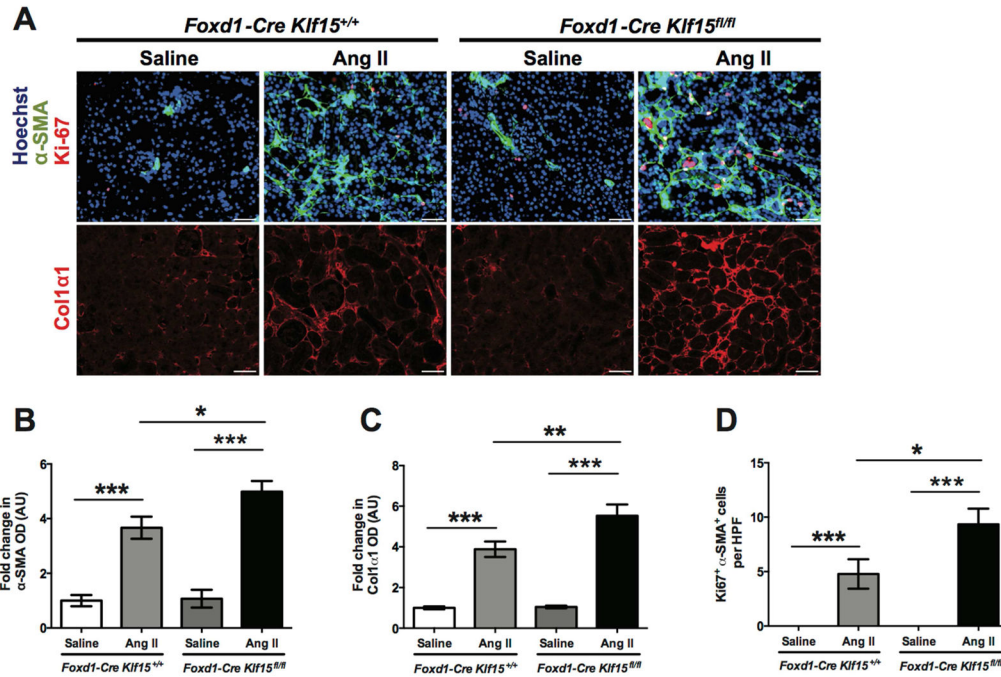 A
Foxd1-Cre Klf15+/+
Foxd1-Cre Klf15fl/fl
Saline
Ang II
Saline
Ang II
Hoechst
α-SMA
Ki-67
Col1α1
B
*
***
***
Fold change in
α-SMA OD (AU)
6
4
2
0
Saline
Ang II
Saline
Ang II
Foxd1-Cre Klf15+/+
Foxd1-Cre Klf15fl/fl
C
**
***
***
Fold change in
Col1α1 OD (AU)
8
6
4
2
0
Saline
Ang II
Saline
Ang II
Foxd1-Cre Klf15+/+
Foxd1-Cre Klf15fl/fl
D
*
***
***
Ki67+ α-SMA+ cells
per HPF
15
10
5
0
Saline
Ang II
Saline
Ang II
Foxd1-Cre Klf15+/+
Foxd1-Cre Klf15fl/fl